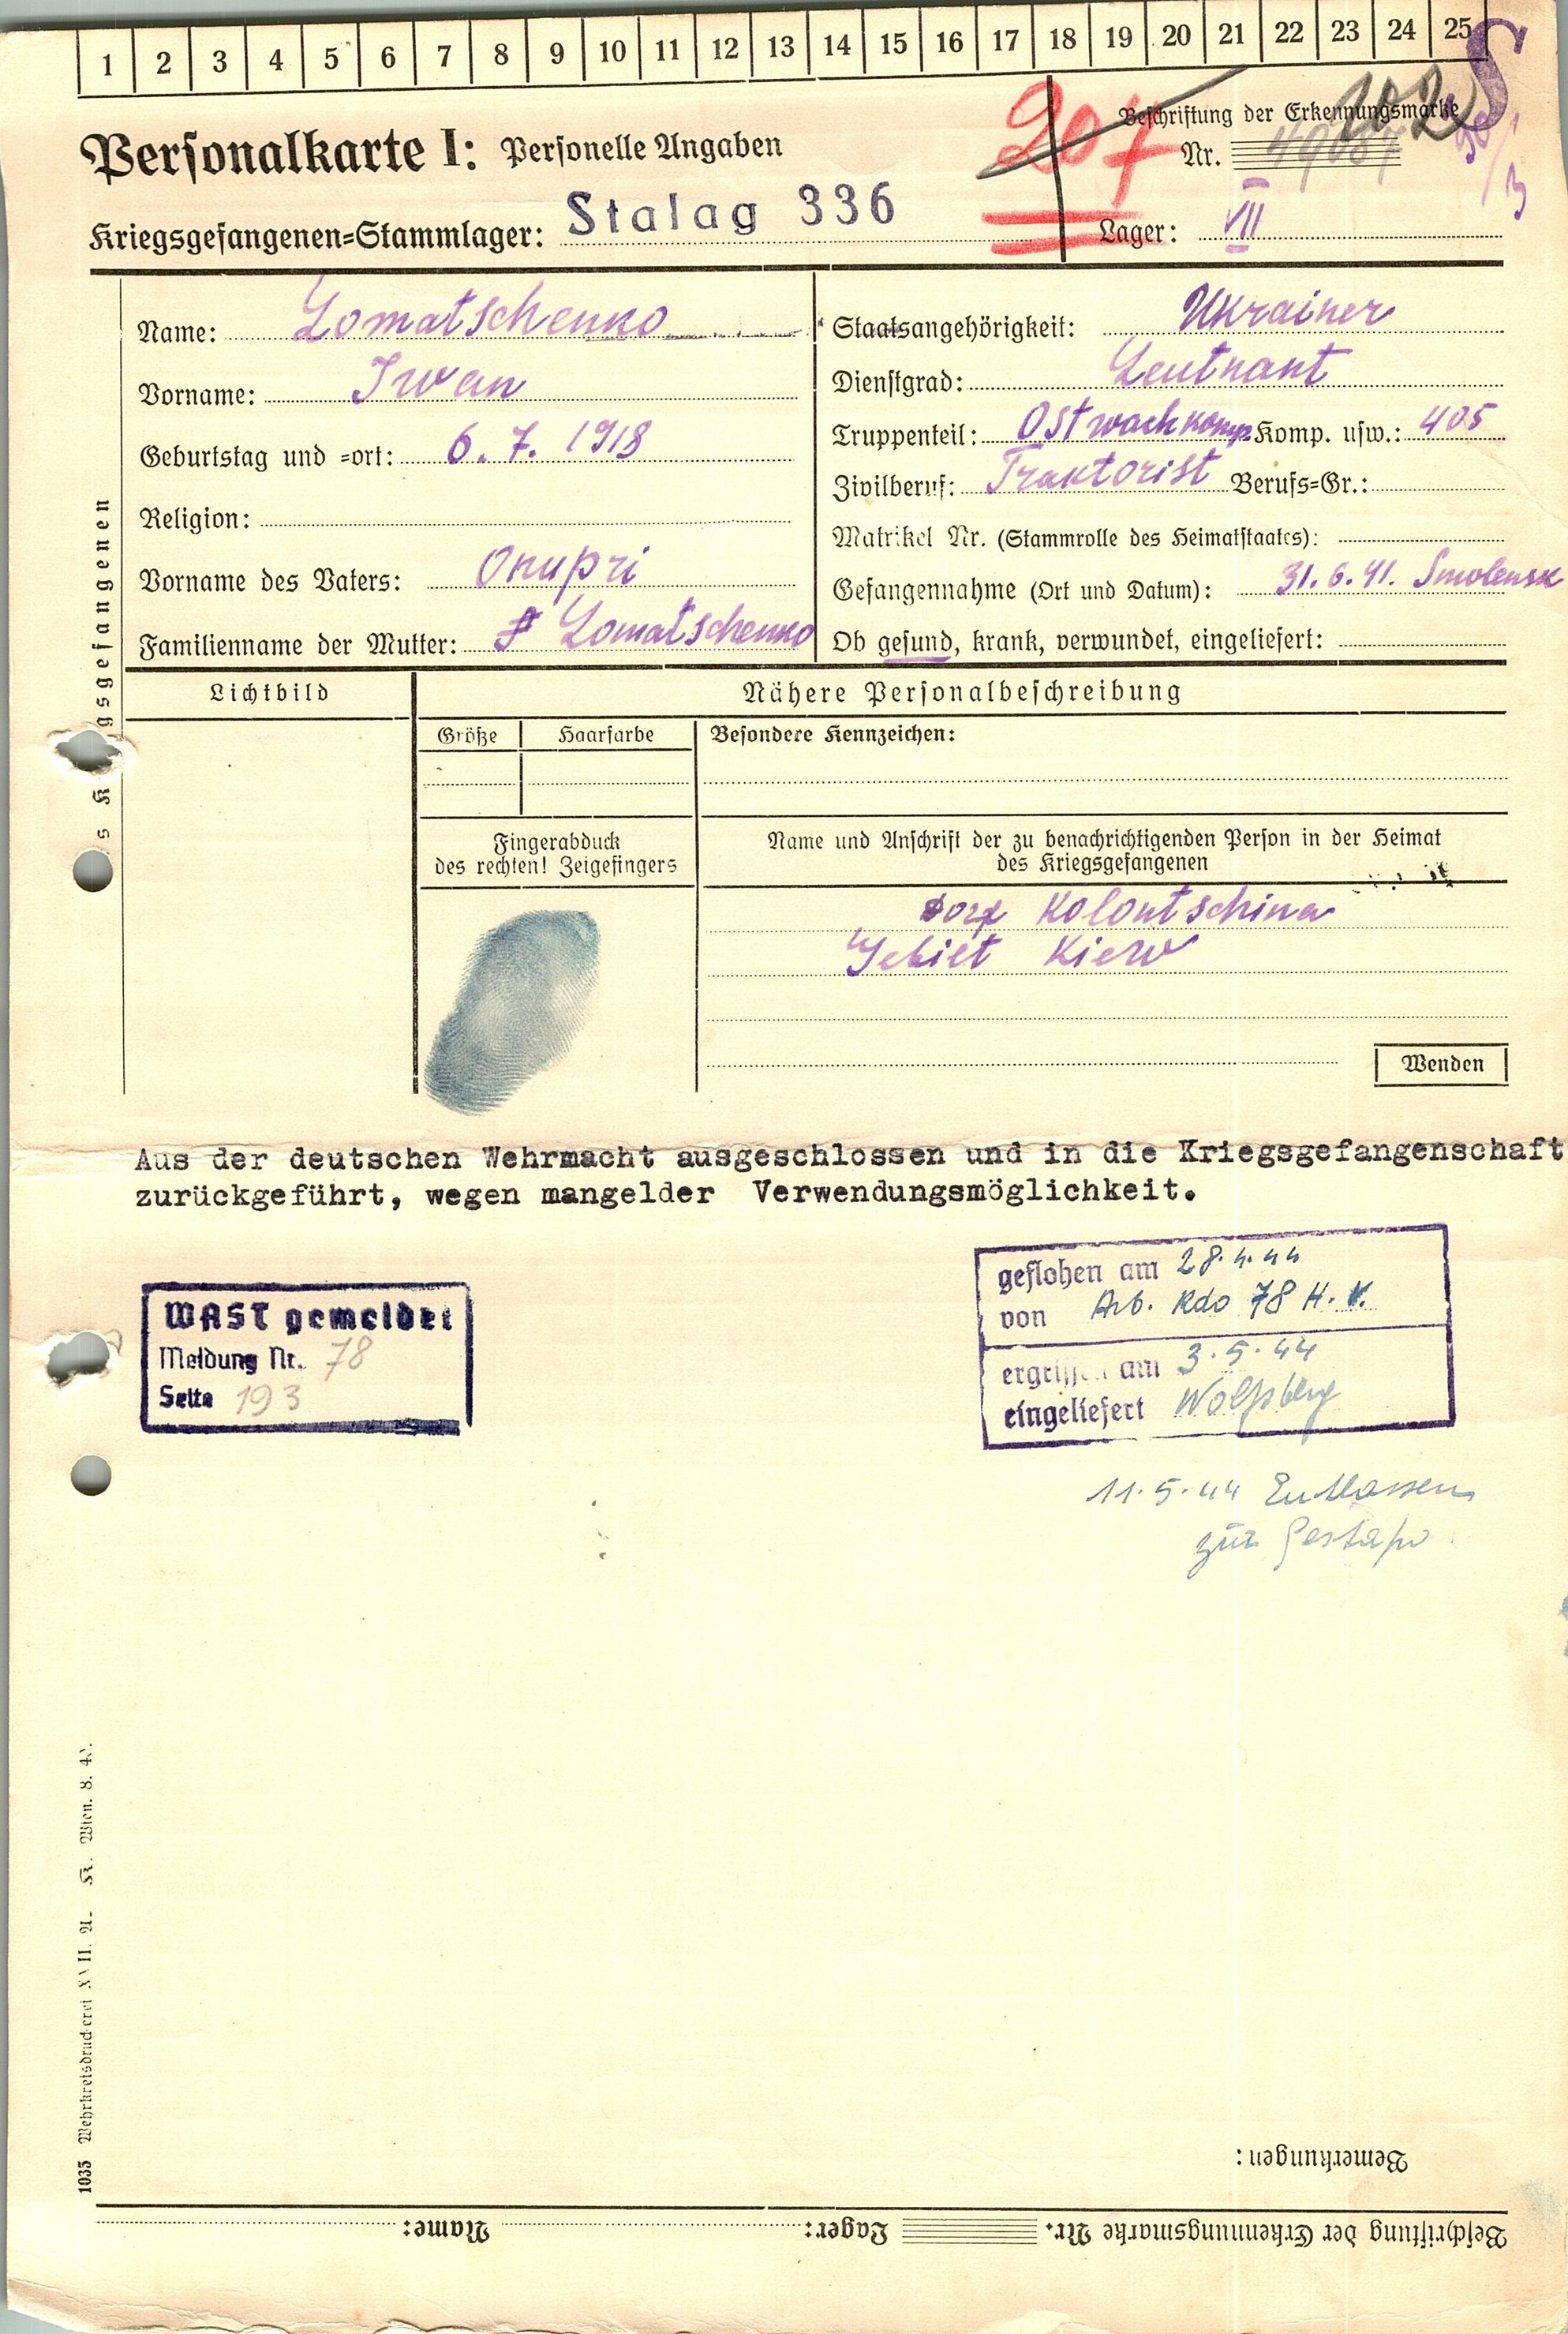 1 2 3 4 5 6 7 8 9 10 11 12 13 14 15 16 17 18 19 20 21 22 23 24 25
Personalkarte I: Personelle Angaben
207
Beschriftung der Erkennungsmarke
Nr. 49087
Kriegsgefangenen=Stammlager: Stalag 336
Lager: VII
Name: Lomatschenko
Vorname: Iwan
Geburtstag und =ort: 6. 7. 1918
Religion:
Vorname des Vaters: Onupri
Familienname der Mutter: Lomatschenko
Staatsangehörigkeit: Ukrainer
Dienstgrad: Leutnant
Truppenteil: Ostwachkomp. Komp. usw.: 405
Zivilberuf: Traktorist Berufs=Gr.:
Matrikel Nr. (Stammrolle des Heimatstaates):
Gefangennahme (Ort und Datum): 31. 6. 41. Smolensk
Ob gesund, krank, verwundet, eingeliefert:
Lichtbild
Nähere Personalbeschreibung
Größe Haarfarbe Besondere Kennzeichen:
Fingerabduck
des rechten! Zeigefingers
Name und Anschrift der zu benachrichtigenden Person in der Heimat
des Kriegsgefangenen
Dorf Kolontschina
Gebiet Kiew
Wenden
Aus der deutschen Wehrmacht ausgeschlossen und in die Kriegsgefangenschaft
zurückgeführt, wegen mangelder Verwendungsmöglichkeit.
WASt gemeldet
Meldung Nr. 78
Seite 193
geflohen am 28.4.44
von Arb. Kdo 78 H. V.
ergriffen am 3.5.44
eingeliefert Wolfsberg
11.5.44 Entlassen
zur Gestapo
1035 Wehrkreisdruckerei XVII.
Bemerkungen:
Beschriftung der Erkennungsmarke Nr. Lager: Name: